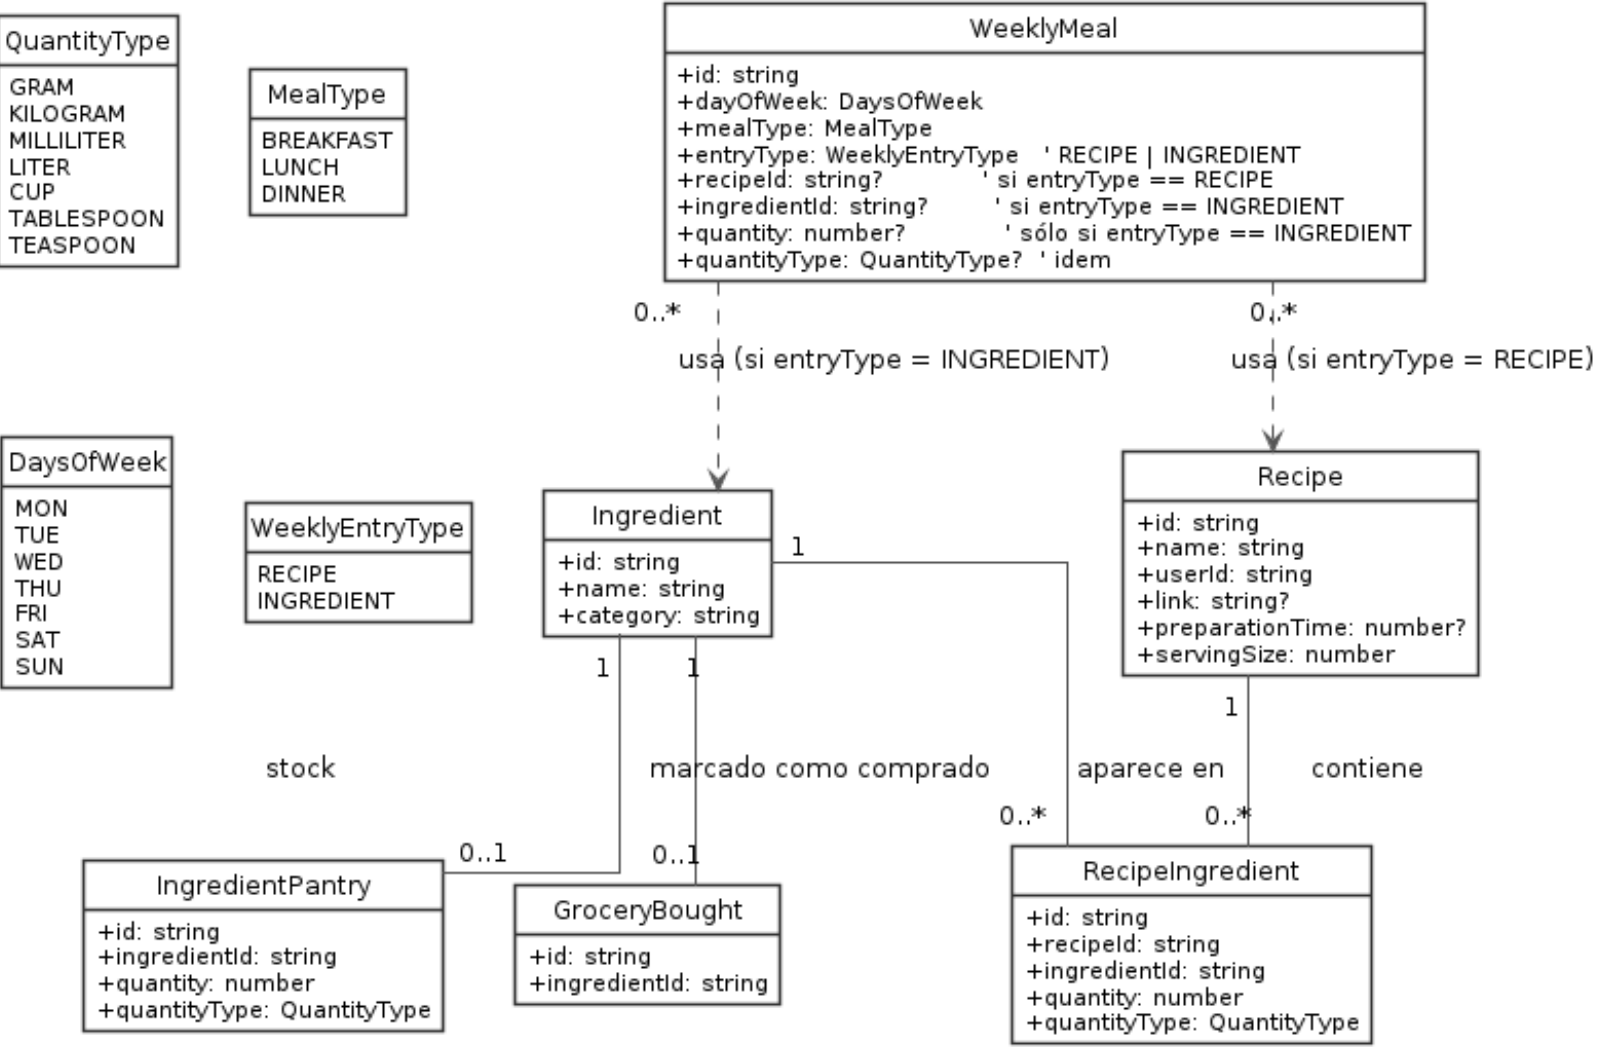 QuantityType
GRAM
KILOGRAM
MILLILITER
LITER
CUP
TABLESPOON
TEASPOON
MealType
BREAKFAST
LUNCH
DINNER
WeeklyMeal
+id: string
+dayOfWeek: DaysOfWeek
+mealType: MealType
+entryType: WeeklyEntryType ' RECIPE | INGREDIENT
+recipeId: string? ' si entryType == RECIPE
+ingredientId: string? ' si entryType == INGREDIENT
+quantity: number? ' sólo si entryType == INGREDIENT
+quantityType: QuantityType? ' idem
0..*
0..*
usa (si entryType = INGREDIENT)
usa (si entryType = RECIPE)
DaysOfWeek
MON
TUE
WED
THU
FRI
SAT
SUN
WeeklyEntryType
RECIPE
INGREDIENT
Ingredient
+id: string
+name: string
+category: string
1
Recipe
+id: string
+name: string
+userId: string
+link: string?
+preparationTime: number?
+servingSize: number
1
1
1
stock
marcado como comprado
aparece en
contiene
0..1
0..1
0..*
0..*
IngredientPantry
+id: string
+ingredientId: string
+quantity: number
+quantityType: QuantityType
GroceryBought
+id: string
+ingredientId: string
RecipeIngredient
+id: string
+recipeId: string
+ingredientId: string
+quantity: number
+quantityType: QuantityType